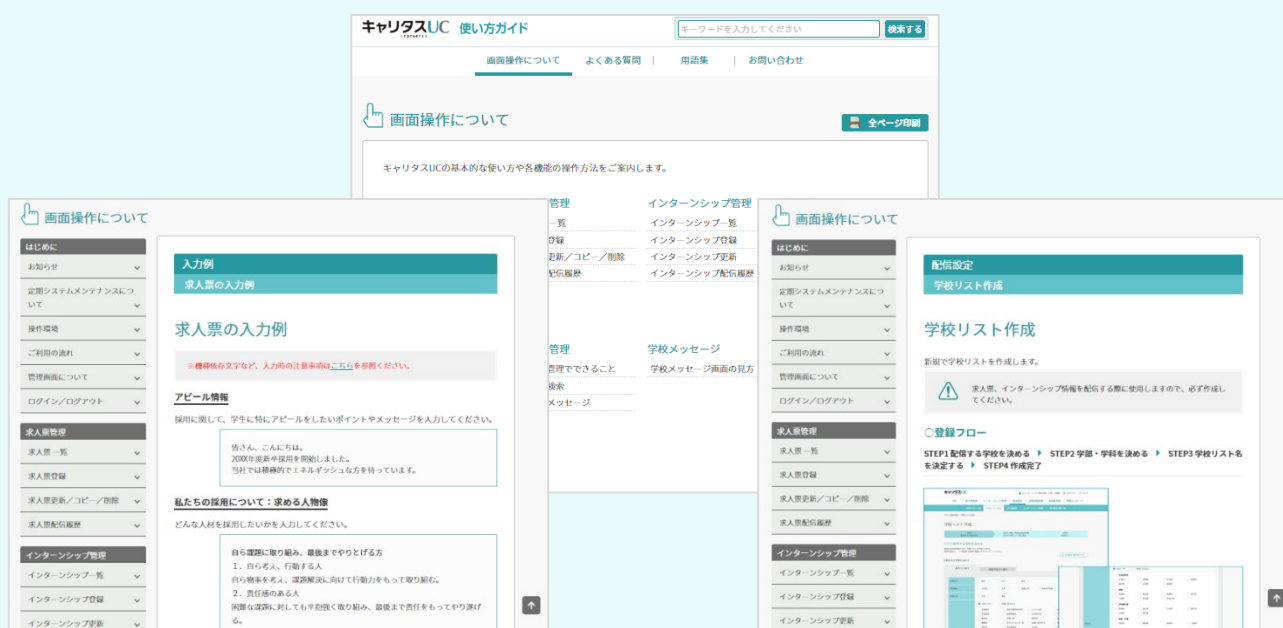 キャリタスUC 使い方ガイド
キーワードを入力してください
検索する
画面操作について
よくある質問 |
用語集
| お問い合わせ
画面操作について
全ページ印刷
キャリタスUCの基本的な使い方や各機能の操作方法をご案内します。
管理
一覧
登録
更新／コピー／削除
配信履歴
インターンシップ管理
インターンシップ一覧
インターンシップ登録
インターンシップ更新
インターンシップ配信履歴
管理
管理でできること
検索
メッセージ
学校メッセージ
学校メッセージ画面の見方
画面操作について
はじめに
お知らせ
定期システムメンテナンスにつ
いて
操作環境
ご利用の流れ
管理画面について
ログイン／ログアウト
求人票管理
求人票一覧
求人票登録
求人票更新／コピー／削除
求人票配信履歴
インターンシップ管理
インターンシップ一覧
インターンシップ登録
インターンシップ更新
入力例
求人票の入力例
求人票の入力例
※機種依存文字など、入力時の注意事項はこちらを参照ください。
アピール情報
採用に関して、学生に特にアピールをしたいポイントやメッセージを入力してください。
皆さん、こんにちは。
20XX年度新卒採用を開始しました。
当社では積極的でエネルギッシュな方を待っています。
私たちの採用について：求める人物像
どんな人材を採用したいかを入力してください。
自ら課題に取り組み、最後までやりとげる方
１．自ら考え、行動する人
自ら物事を考え、課題解決に向けて行動力をもって取り組む。
２．責任感のある人
困難な課題に対しても辛抱強く取り組み、最後まで責任をもってやり遂げ
る。
画面操作について
はじめに
お知らせ
定期システムメンテナンスにつ
いて
操作環境
ご利用の流れ
管理画面について
ログイン／ログアウト
求人票管理
求人票一覧
求人票登録
求人票更新／コピー／削除
求人票配信履歴
インターンシップ管理
インターンシップ一覧
インターンシップ登録
インターンシップ更新
配信設定
学校リスト作成
学校リスト作成
新規で学校リストを作成します。
求人票、インターンシップ情報を配信する際に使用しますので、必ず作成し
てください。
○登録フロー
STEP1 配信する学校を決める ▶ STEP2 学部・学科を決める ▶ STEP3 学校リスト名
を決定する ▶ STEP4 作成完了
学校リスト作成